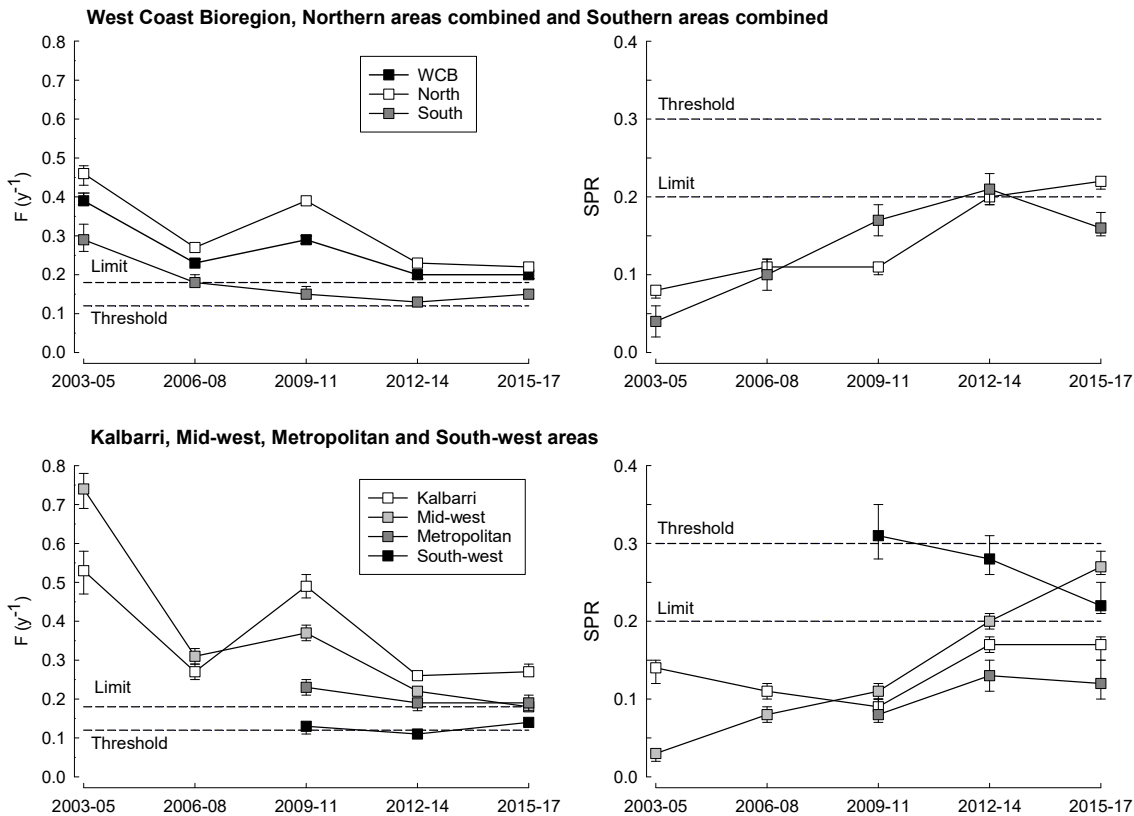 West Coast Bioregion, Northern areas combined and Southern areas combined
0.8
0.7
0.6
0.5
0.4
0.3
0.2
0.1
0.0
F (y-1)
WCB
North
South
Limit
Threshold
2003-05 2006-08 2009-11 2012-14 2015-17
0.4
0.3
0.2
0.1
0.0
SPR
Threshold
Limit
2003-05 2006-08 2009-11 2012-14 2015-17
Kalbarri, Mid-west, Metropolitan and South-west areas
0.8
0.7
0.6
0.5
0.4
0.3
0.2
0.1
0.0
F (y-1)
Kalbarri
Mid-west
Metropolitan
South-west
Limit
Threshold
2003-05 2006-08 2009-11 2012-14 2015-17
0.4
0.3
0.2
0.1
0.0
SPR
Threshold
Limit
2003-05 2006-08 2009-11 2012-14 2015-17